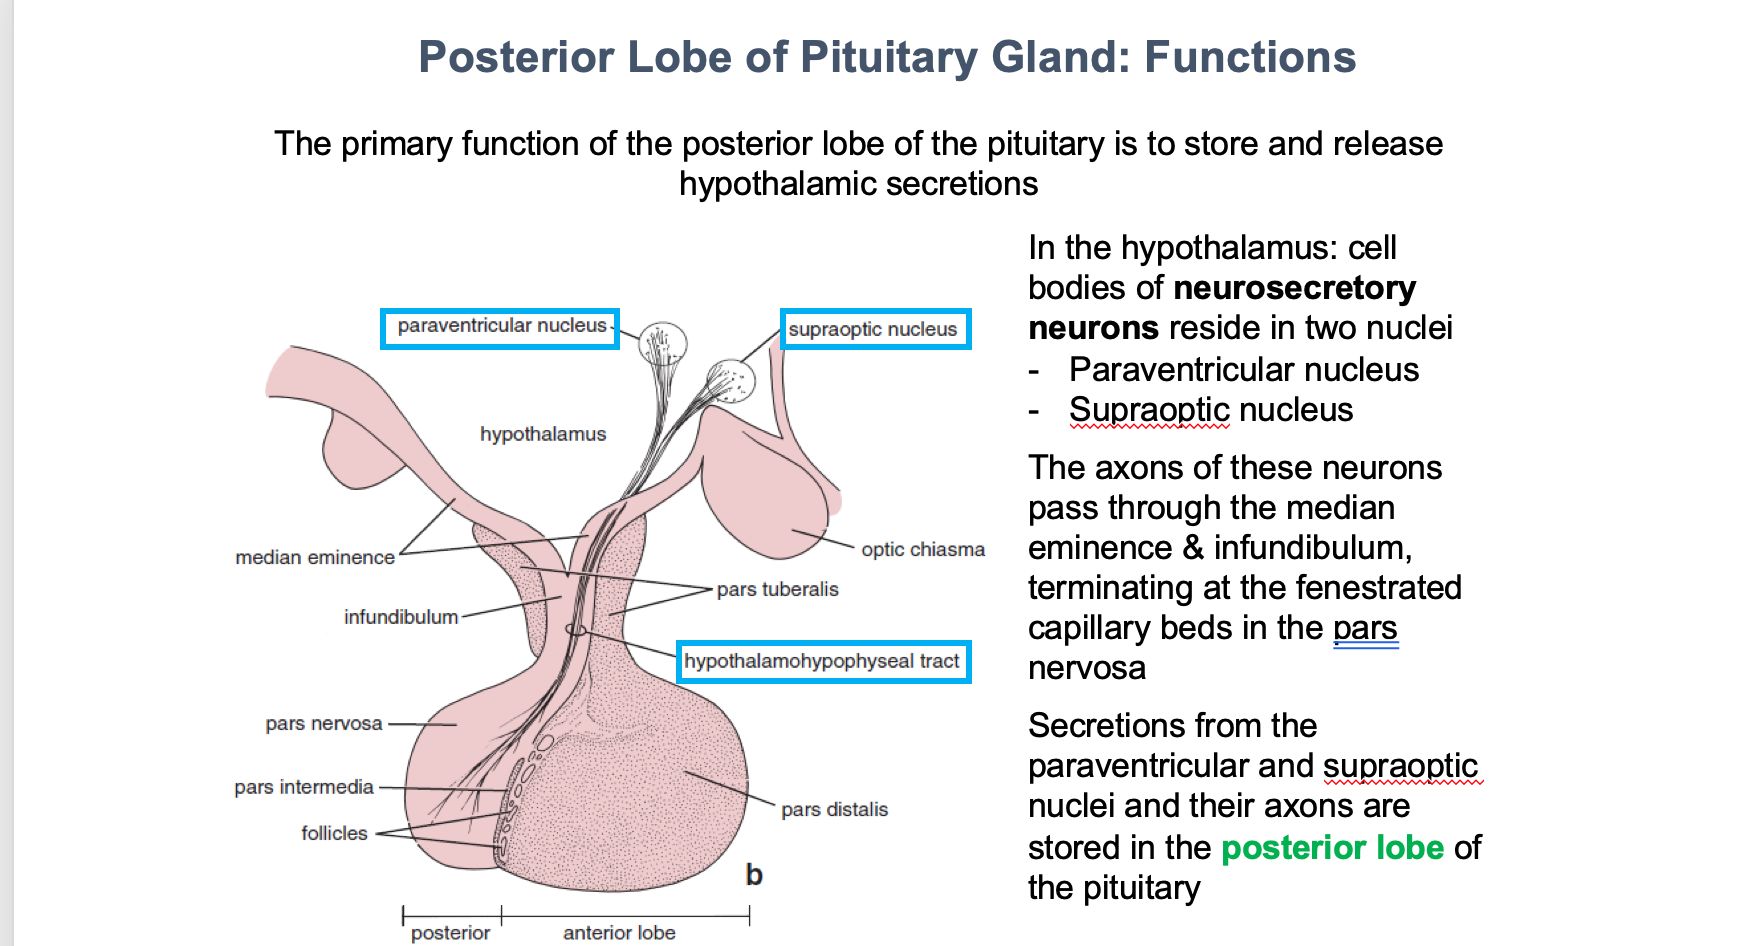 Posterior Lobe of Pituitary Gland: Functions
The primary function of the posterior lobe of the pituitary is to store and release
hypothalamic secretions
paraventricular nucleus
supraoptic nucleus
hypothalamus
median eminence
optic chiasma
pars tuberalis
infundibulum
hypothalamohypophyseal tract
pars nervosa
pars intermedia
pars distalis
follicles
b
posterior
anterior lobe
In the hypothalamus: cell
bodies of neurosecretory
neurons reside in two nuclei
- Paraventricular nucleus
- Supraoptic nucleus
The axons of these neurons
pass through the median
eminence & infundibulum,
terminating at the fenestrated
capillary beds in the pars
nervosa
Secretions from the
paraventricular and supraoptic
nuclei and their axons are
stored in the posterior lobe of
the pituitary